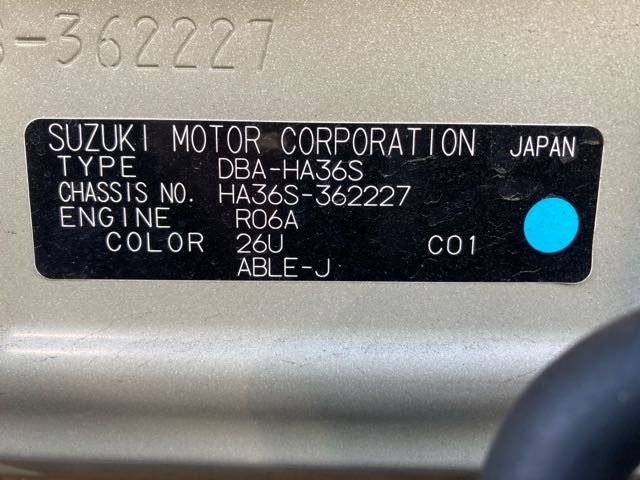 -362227
SUZUKI MOTOR CORPORATION JAPAN
TYPE DBA-HA36S
CHASSIS NO. HA36S-362227
ENGINE R06A
COLOR 26U C01
ABLE-J